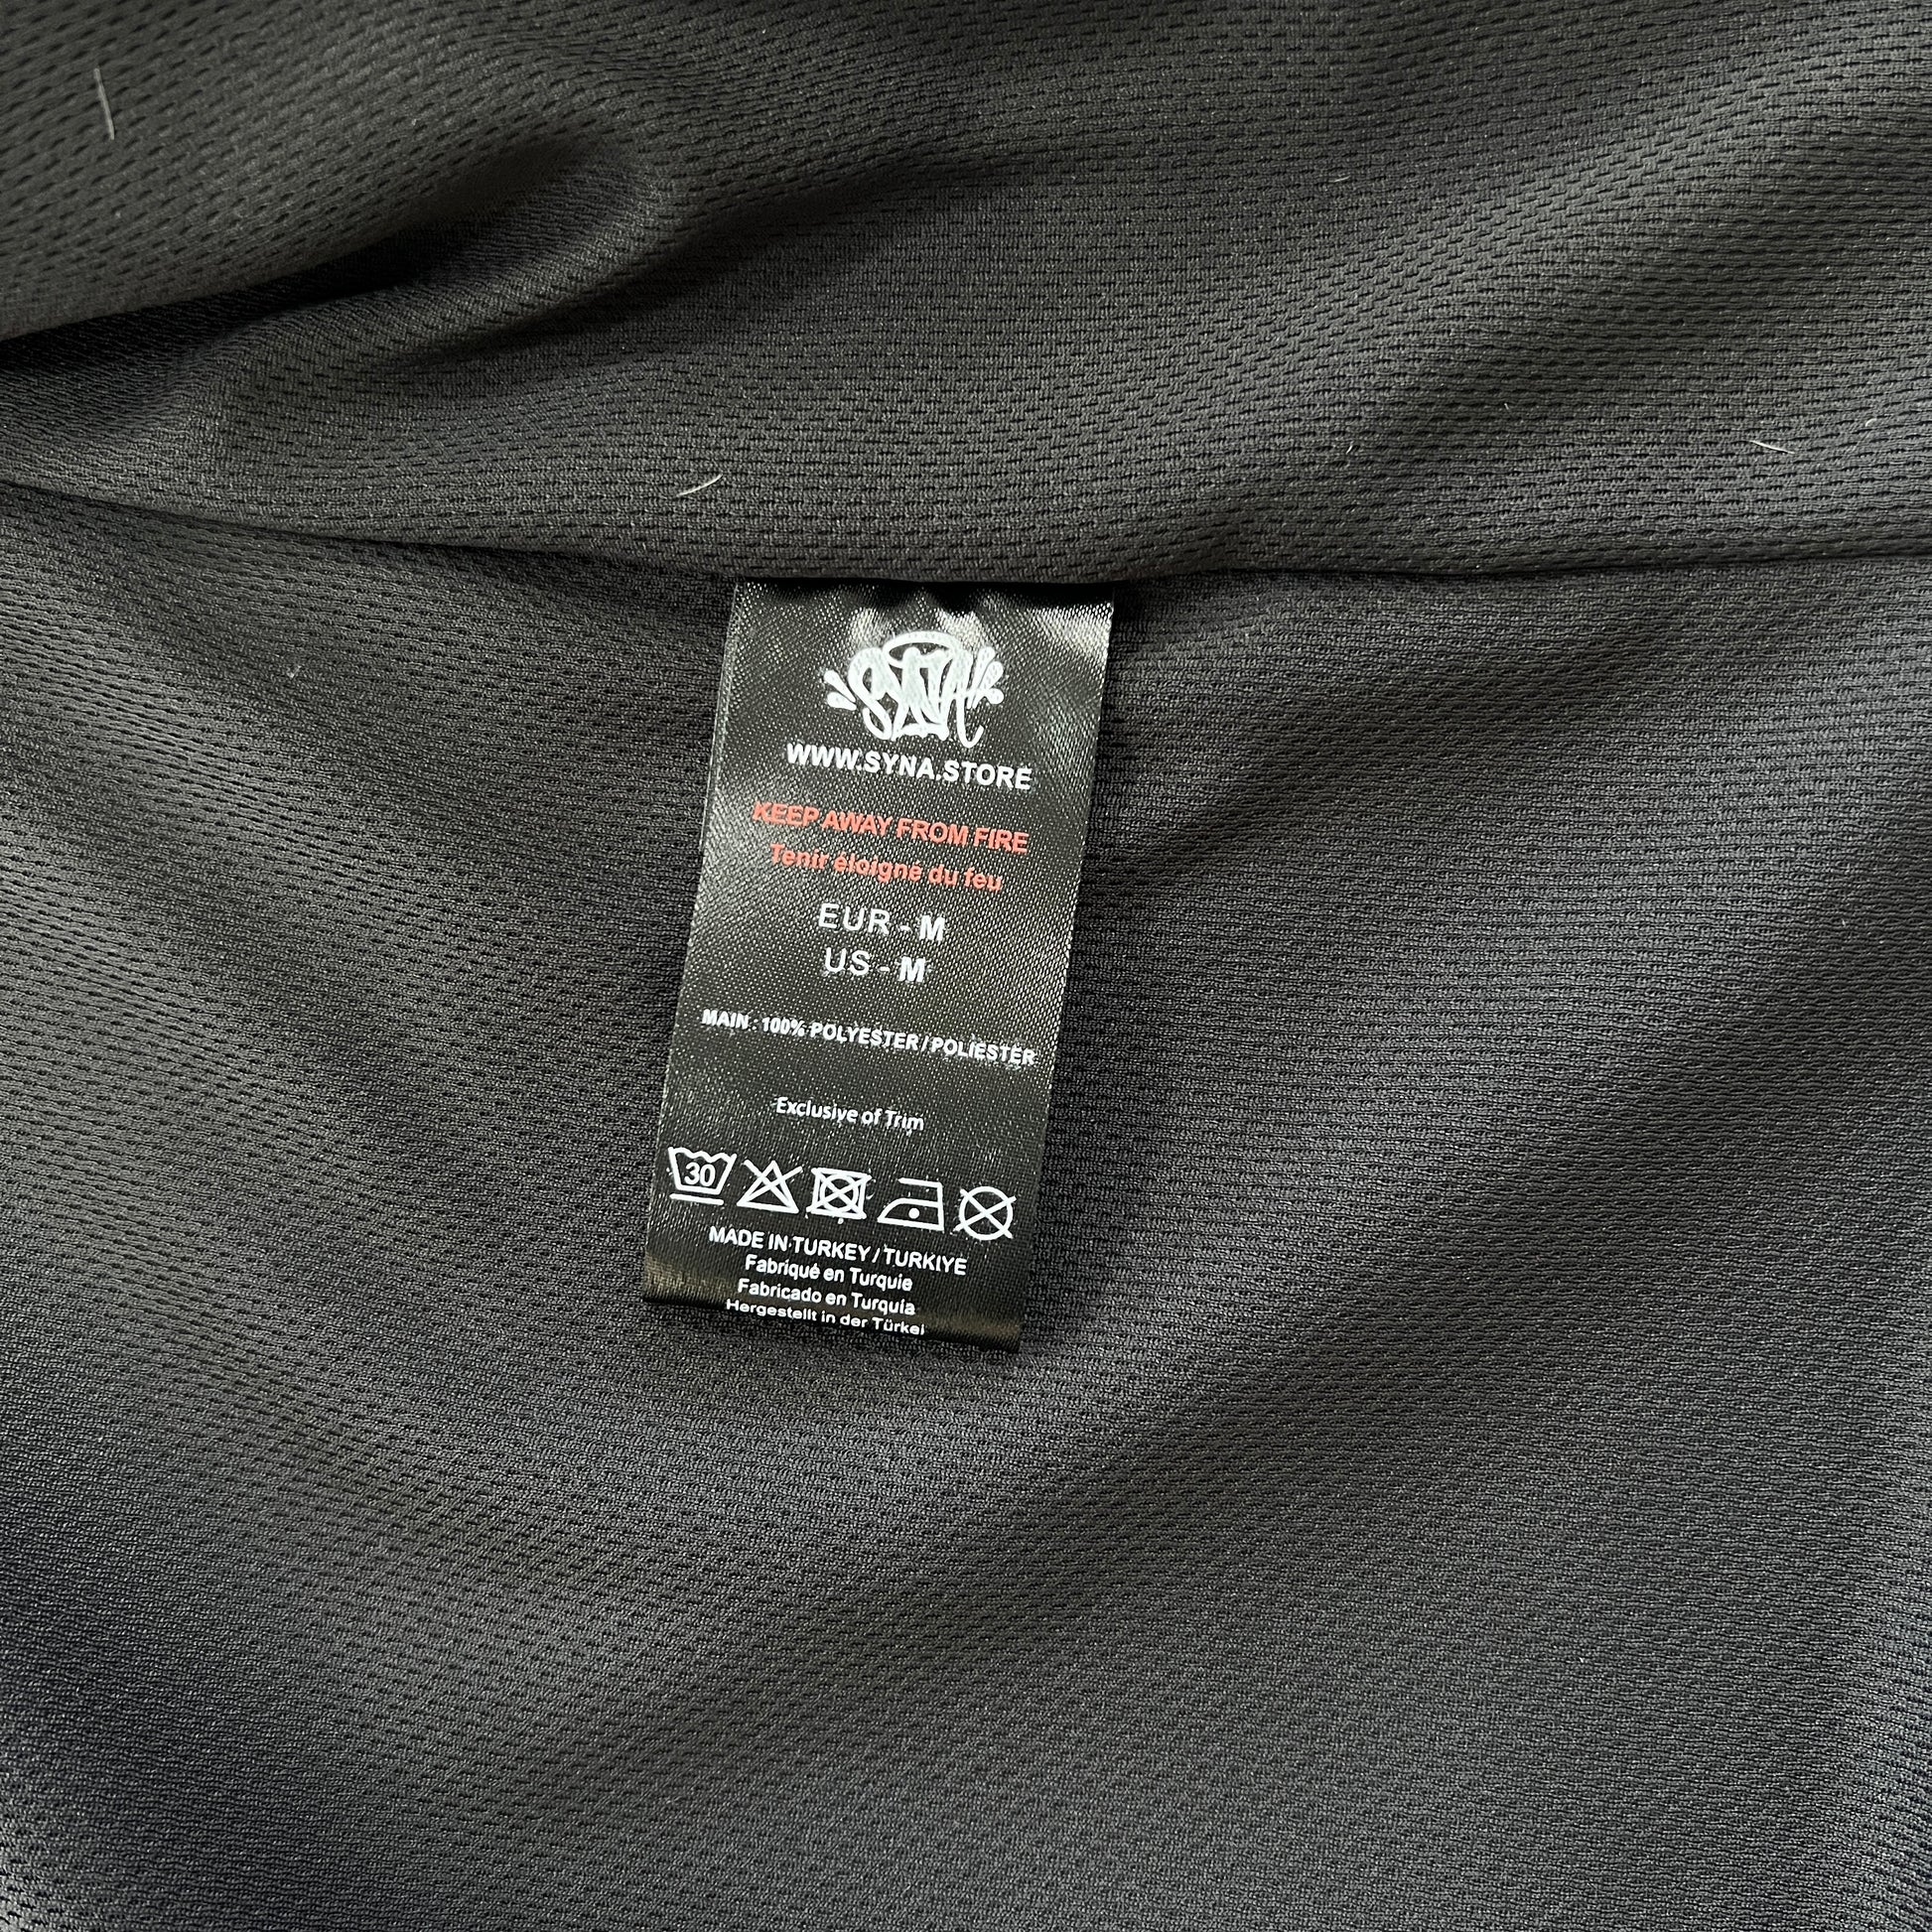 SYNA
WWW.SYNA.STORE
KEEP AWAY FROM FIRE
Tenir éloigné du feu
EUR - M
US - M
MAIN : 100% POLYESTER / POLIESTER
Exclusive of Trim
30
MADE IN TURKEY / TURKIYE
Fabriqué en Turquie
Fabricado en Turquía
Hergestellt in der Türkei